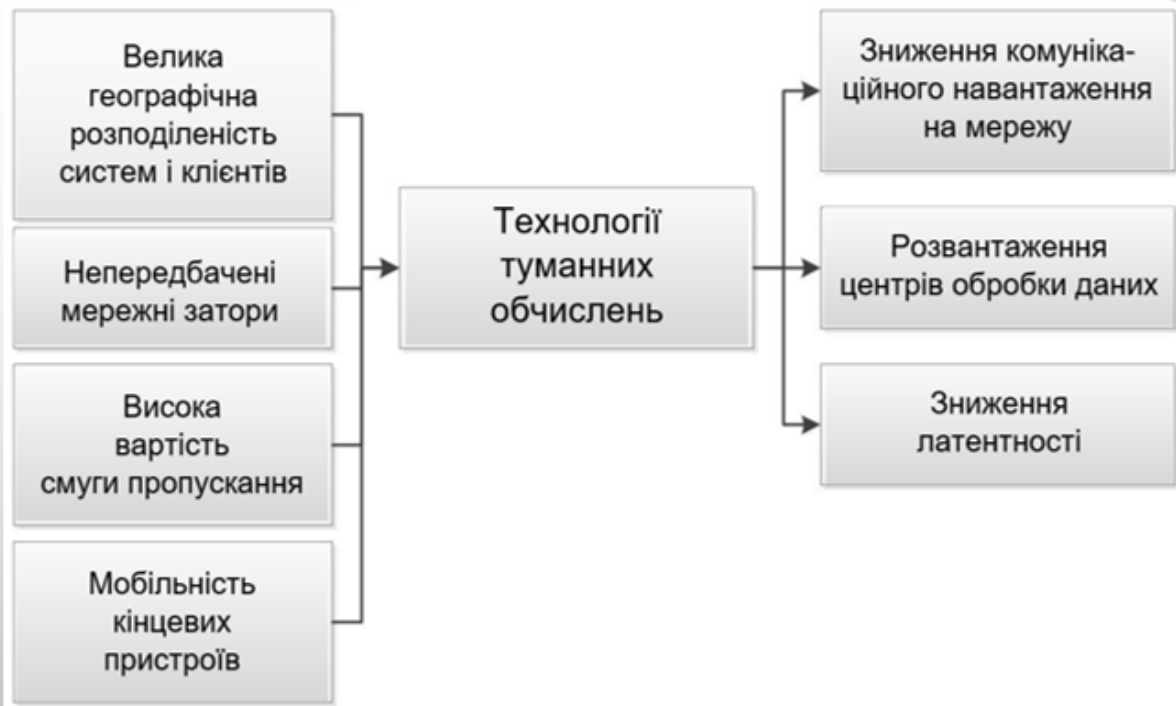 Велика
географічна
розподіленість
систем і клієнтів
Непередбачені
мережні затори
Висока
вартість
смуги пропускання
Мобільність
кінцевих
пристроїв
Технології
туманних
обчислень
Зниження комуніка-
ційного навантаження
на мережу
Розвантаження
центрів обробки даних
Зниження
латентності